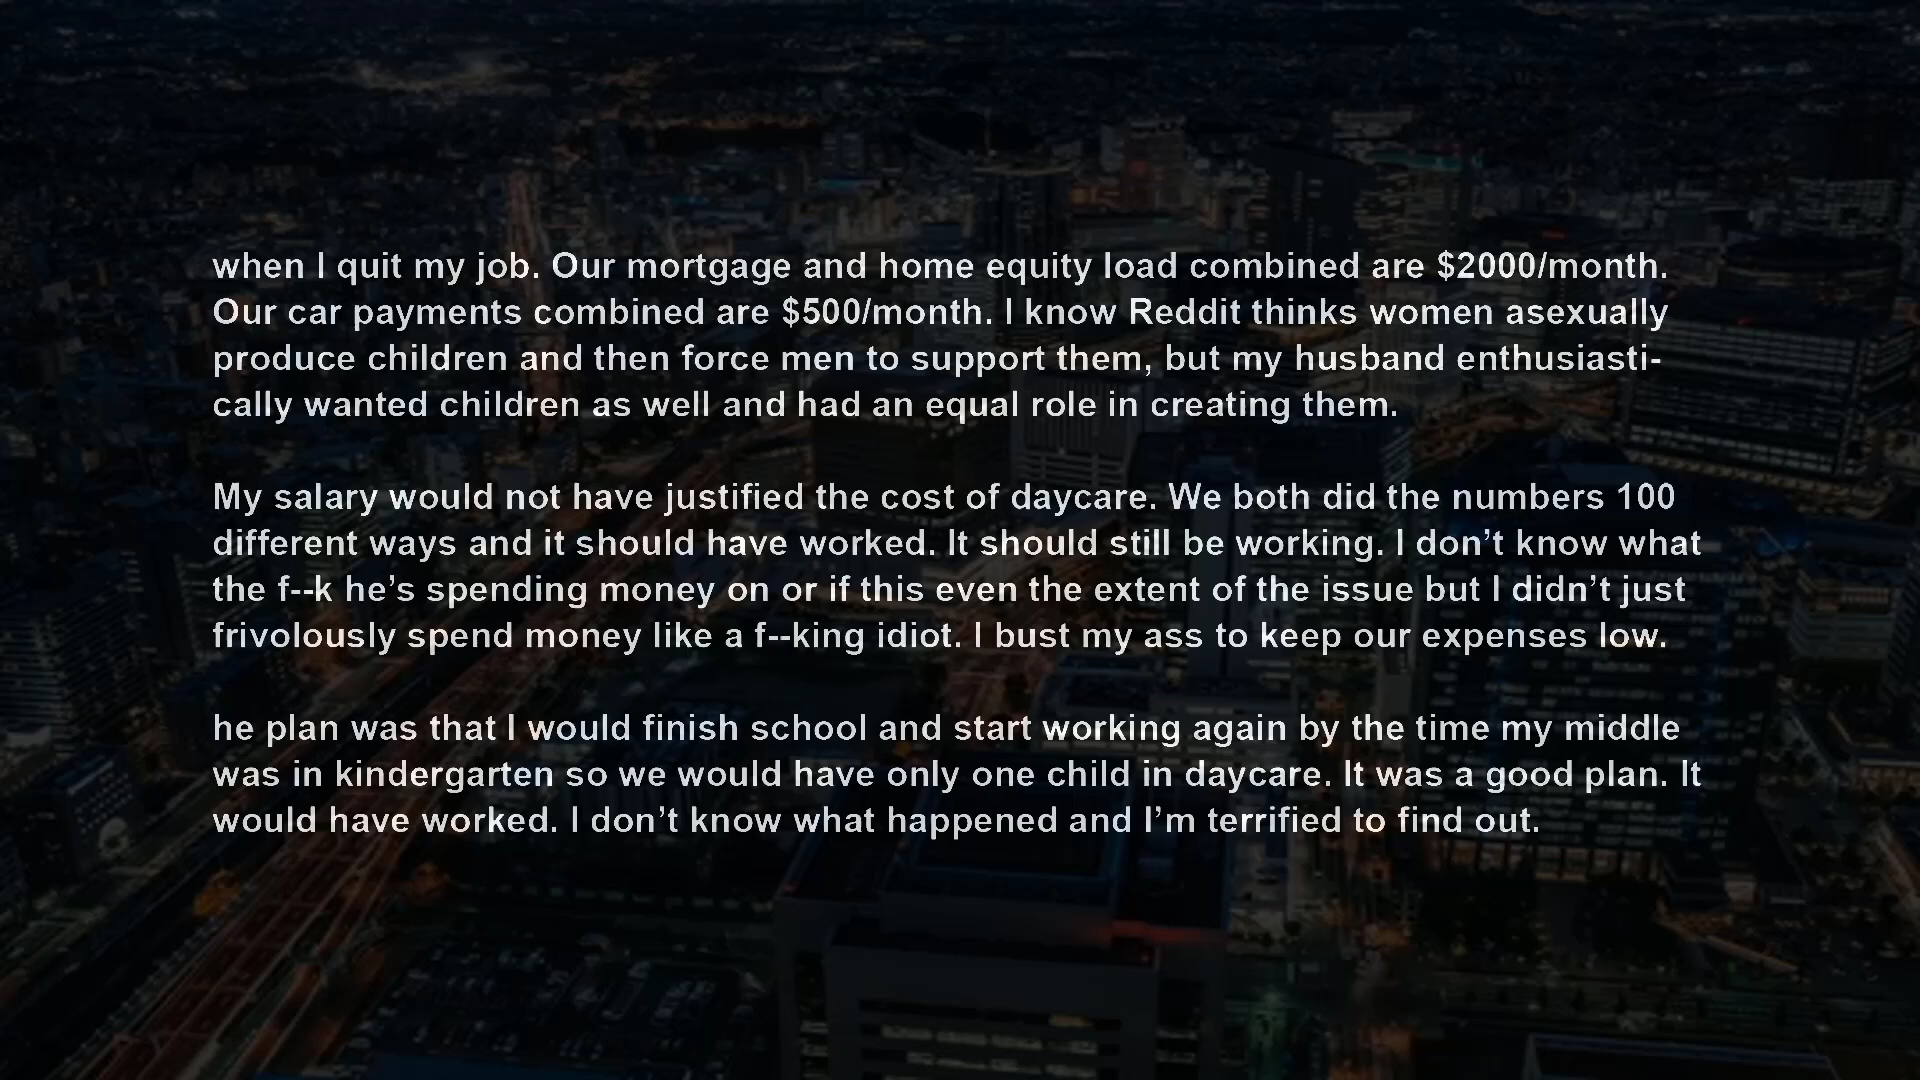 when I quit my job. Our mortgage and home equity load combined are $2000/month.
Our car payments combined are $500/month. I know Reddit thinks women asexually
produce children and then force men to support them, but my husband enthusiasti-
cally wanted children as well and had an equal role in creating them.
My salary would not have justified the cost of daycare. We both did the numbers 100
different ways and it should have worked. It should still be working. I don’t know what
the f--k he’s spending money on or if this even the extent of the issue but I didn’t just
frivolously spend money like a f--king idiot. I bust my ass to keep our expenses low.
he plan was that I would finish school and start working again by the time my middle
was in kindergarten so we would have only one child in daycare. It was a good plan. It
would have worked. I don’t know what happened and I’m terrified to find out.